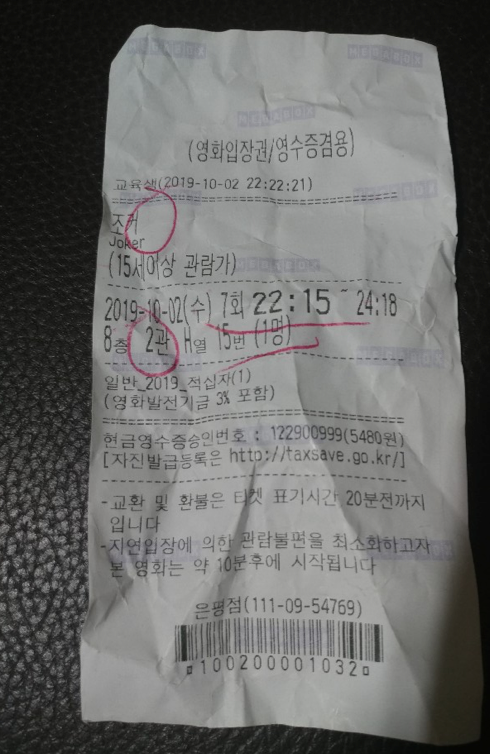 (영화입장권/영수증겸용)
교육생(2019-10-02 22:22:21)
조커
Joker
(15세이상 관람가)
2019-10-02(수) 7회 22:15 ~ 24:18
8층 2관 H열 15번 (1명)
일반_2019_적십자(1)
(영화발전기금 3% 포함)
현금영수증승인번호 : 122900999(5480원)
[자진발급등록은 http://taxsave.go.kr/]
-교환 및 환불은 티켓 표기시간 20분전까지
입니다
-지연입장에 의한 관람불편을 최소화하고자
본 영화는 약 10분후에 시작됩니다
은평점(111-09-54769)
1002000001032